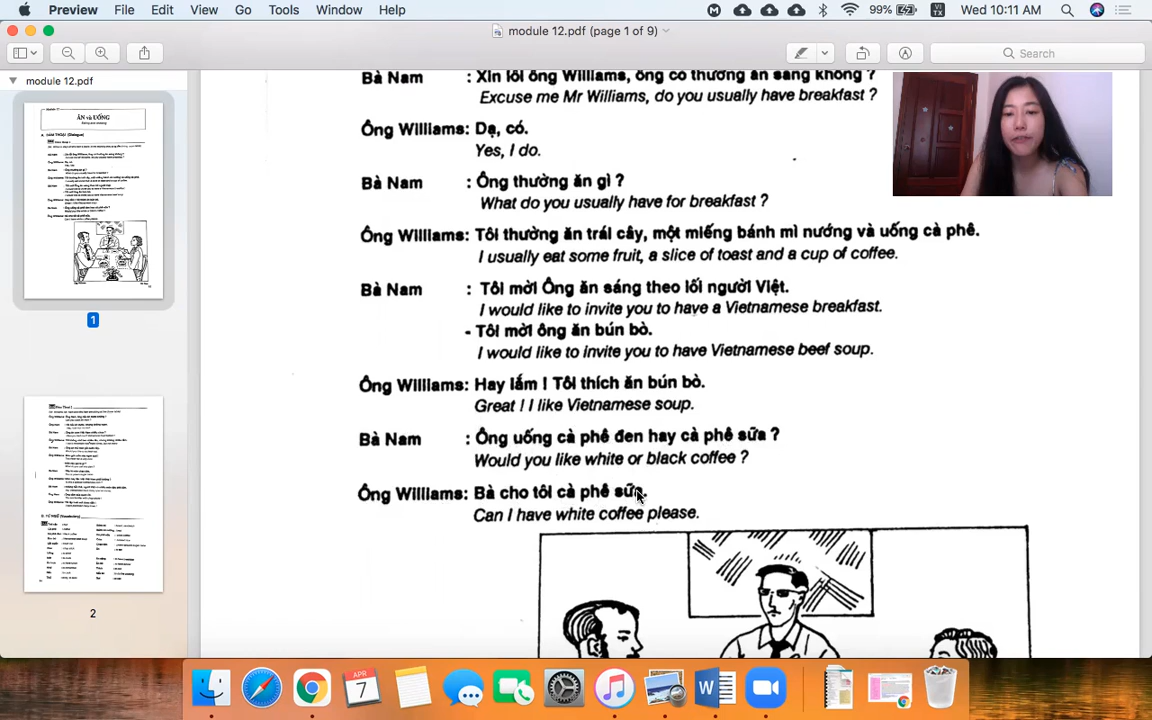 Preview File Edit View Go Tools Window Help 99% Wed 10:11 AM
module 12.pdf (page 1 of 9)
Search
module 12.pdf
Bà Nam : Xin lỗi ông Williams, ông có thường ăn sáng không ?
Excuse me Mr Williams, do you usually have breakfast ?
Ông Williams: Dạ, có.
Yes, I do.
Bà Nam : Ông thường ăn gì ?
What do you usually have for breakfast ?
Ông Williams: Tôi thường ăn trái cây, một miếng bánh mì nướng và uống cà phê.
I usually eat some fruit, a slice of toast and a cup of coffee.
Bà Nam : Tôi mời Ông ăn sáng theo lối người Việt.
I would like to invite you to have a Vietnamese breakfast.
- Tôi mời ông ăn bún bò.
I would like to invite you to have Vietnamese beef soup.
Ông Williams: Hay lắm ! Tôi thích ăn bún bò.
Great ! I like Vietnamese soup.
Bà Nam : Ông uống cà phê đen hay cà phê sữa ?
Would you like white or black coffee ?
Ông Williams: Bà cho tôi cà phê sữa.
Can I have white coffee please.
ĂN VÀ UỐNG
1
2
APR
7